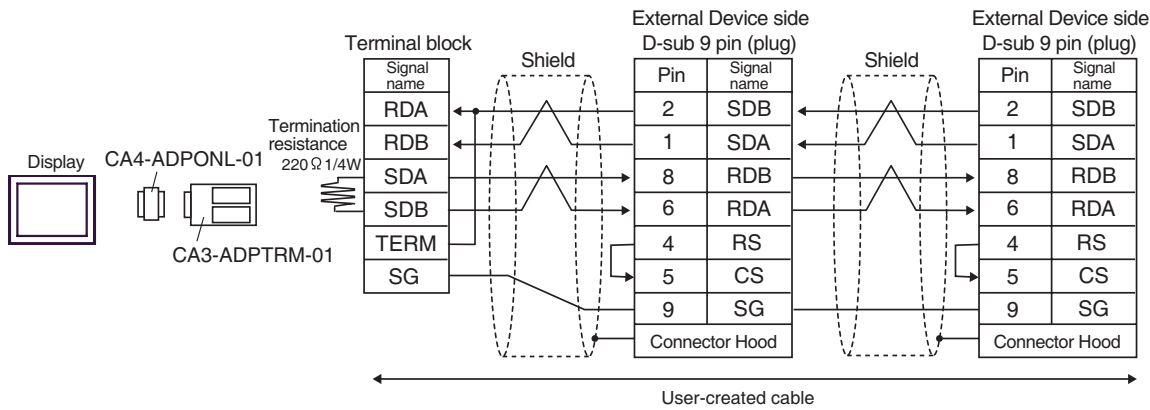 External Device side
D-sub 9 pin (plug)
External Device side
D-sub 9 pin (plug)
Terminal block
Shield
Shield
Signal name
RDA
RDB
SDA
SDB
TERM
SG
Termination
resistance
220 Ω 1/4W
Display
CA4-ADPONL-01
CA3-ADPTRM-01
Pin
Signal name
2 SDB
1 SDA
8 RDB
6 RDA
4 RS
5 CS
9 SG
Connector Hood
Pin
Signal name
2 SDB
1 SDA
8 RDB
6 RDA
4 RS
5 CS
9 SG
Connector Hood
User-created cable